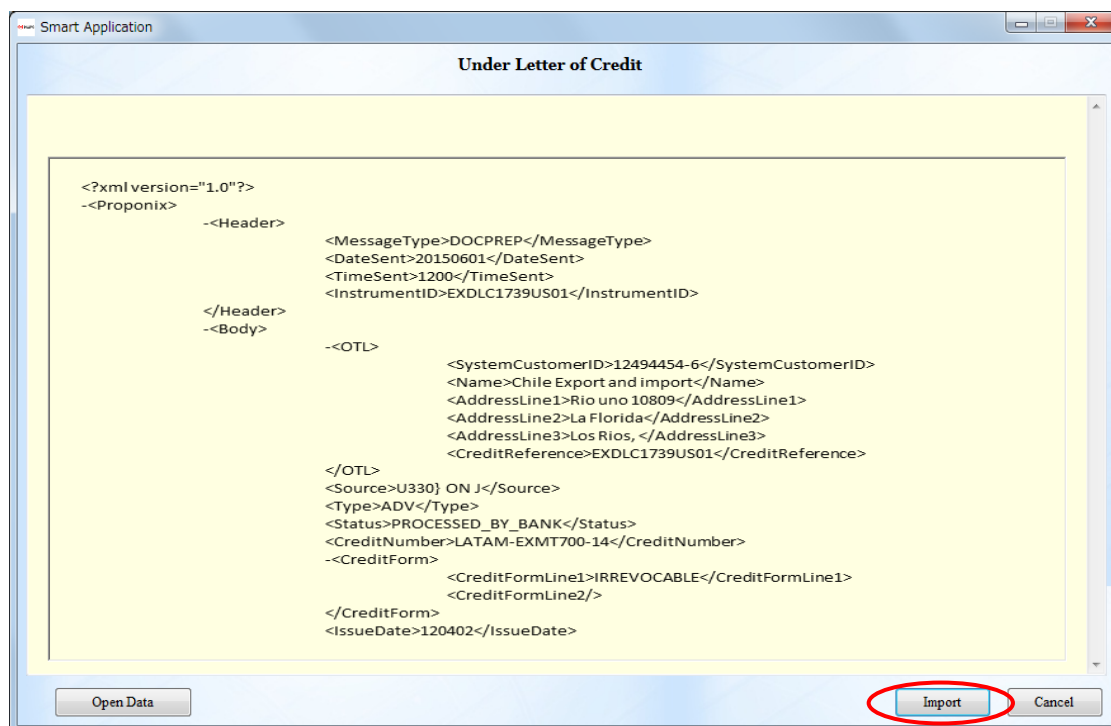 Smart Application
Under Letter of Credit
<?xml version="1.0"?>
-<Proponix>
-<Header>
<MessageType>DOCPREP</MessageType>
<DateSent>20150601</DateSent>
<TimeSent>1200</TimeSent>
<InstrumentID>EXDLC1739US01</InstrumentID>
</Header>
-<Body>
-<OTL>
<SystemCustomerID>12494454-6</SystemCustomerID>
<Name>Chile Export and import</Name>
<AddressLine1>Rio uno 10809</AddressLine1>
<AddressLine2>La Florida</AddressLine2>
<AddressLine3>Los Rios, </AddressLine3>
<CreditReference>EXDLC1739US01</CreditReference>
</OTL>
<Source>U330} ON J</Source>
<Type>ADV</Type>
<Status>PROCESSED_BY_BANK</Status>
<CreditNumber>LATAM-EXMT700-14</CreditNumber>
-<CreditForm>
<CreditFormLine1>IRREVOCABLE</CreditFormLine1>
<CreditFormLine2/>
</CreditForm>
<IssueDate>120402</IssueDate>
Open Data
Import
Cancel